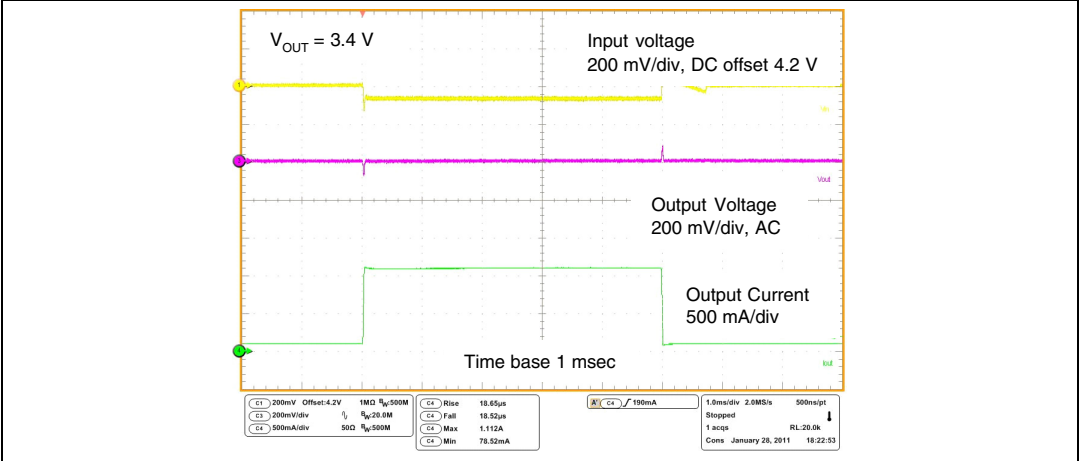 V_OUT = 3.4 V
Input voltage
200 mV/div, DC offset 4.2 V
1
Vout
Output Voltage
200 mV/div, AC
Output Current
500 mA/div
Iout
Time base 1 msec
C1 200mV Offset:4.2V 1MΩ BW:500M
C3 200mV/div BW:20.0M
C4 500mA/div 50Ω BW:500M
C4 Rise 18.65µs
C4 Fall 18.52µs
C4 Max 1.112A
C4 Min 78.52mA
A' C4 190mA
1.0ms/div 2.0MS/s 500ns/pt
Stopped
1 acqs RL:20.0k
Cons January 28, 2011 18:22:53